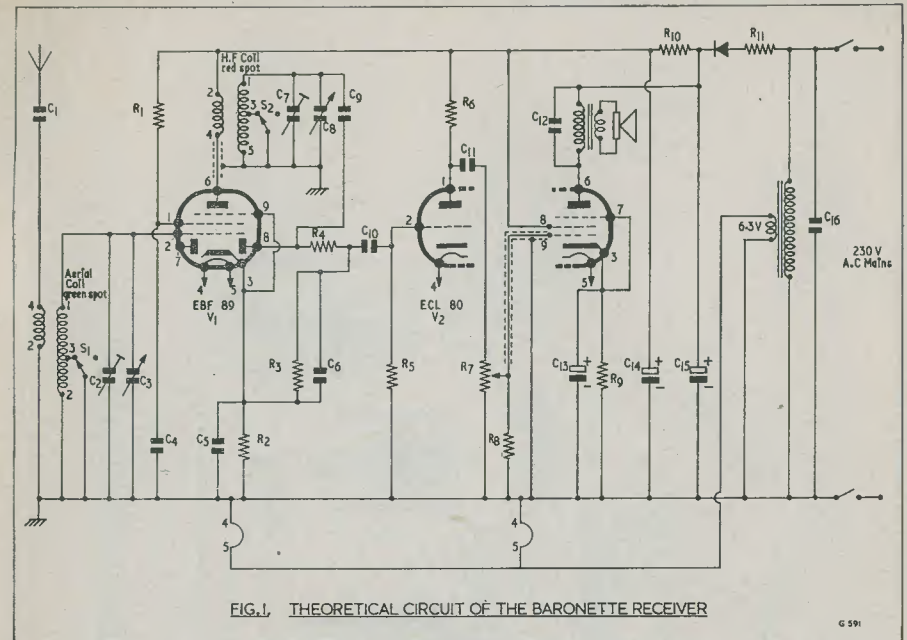 R10
R11
H.F Coil
red spot
C1
R1
2
4
1
3
S2
5
C7
C8
C9
R6
C12
C11
6
1
2
7
9
8
3
4
5
R4
C10
1
2
4
6
8
9
7
3
5
6·3V
C16
230 V
A.C Mains
Aerial
Coil
green spot
EBF 89
V1
ECL 80
V2
4
2
1
3
S1
2
C2
C3
R3
C6
R5
R7
C13
R9
C14
C15
+
-
+
-
+
-
R8
C4
C5
R2
4
5
4
5
FIG.1, THEORETICAL CIRCUIT OF THE BARONETTE RECEIVER
G 591